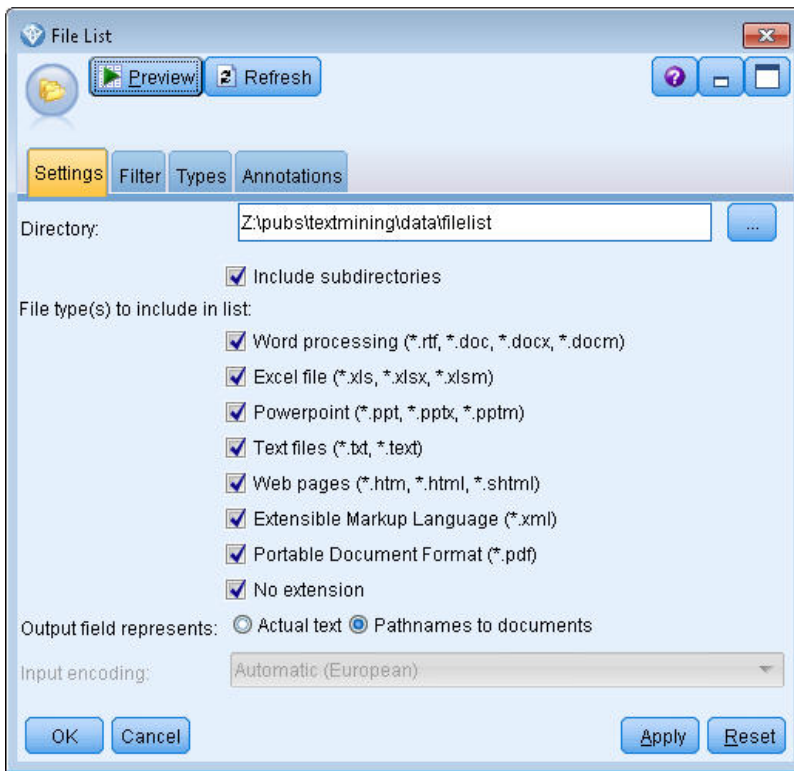 File List
Preview Refresh
Settings Filter Types Annotations
Directory: Z:\pubs\textmining\data\filelist ...
Include subdirectories
File type(s) to include in list:
Word processing (*.rtf, *.doc, *.docx, *.docm)
Excel file (*.xls, *.xlsx, *.xlsm)
Powerpoint (*.ppt, *.pptx, *.pptm)
Text files (*.txt, *.text)
Web pages (*.htm, *.html, *.shtml)
Extensible Markup Language (*.xml)
Portable Document Format (*.pdf)
No extension
Output field represents: Actual text Pathnames to documents
Input encoding: Automatic (European)
OK Cancel Apply Reset